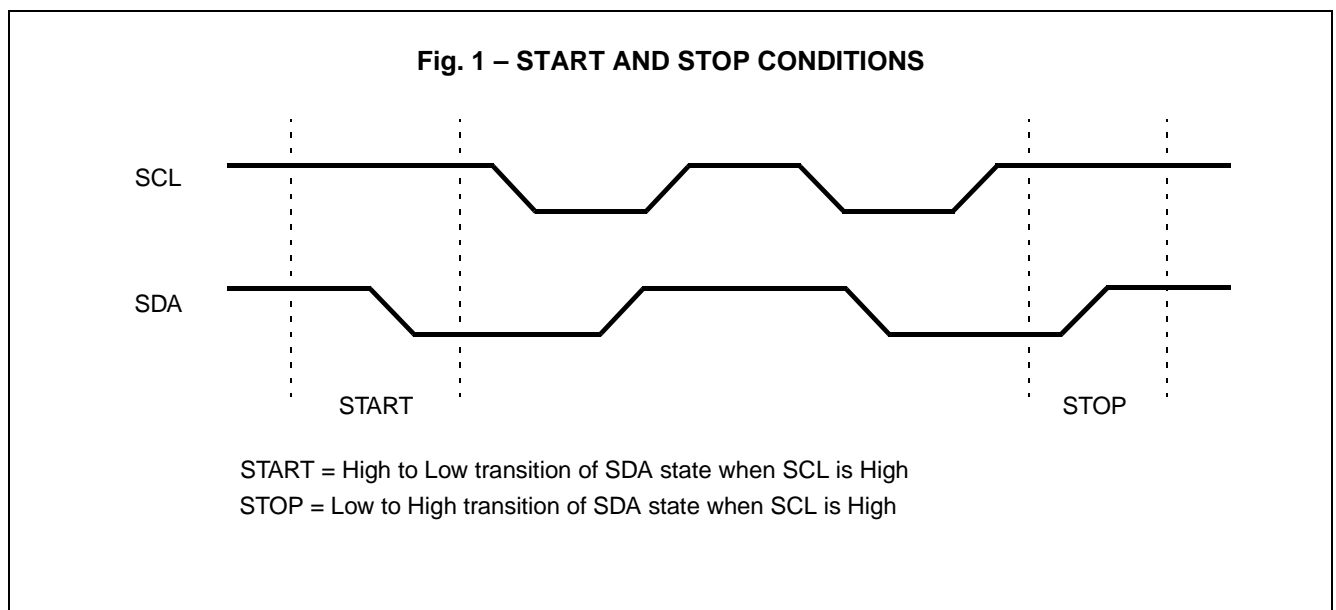 Fig. 1 – START AND STOP CONDITIONS
SCL
SDA
START
STOP
START = High to Low transition of SDA state when SCL is High
STOP = Low to High transition of SDA state when SCL is High